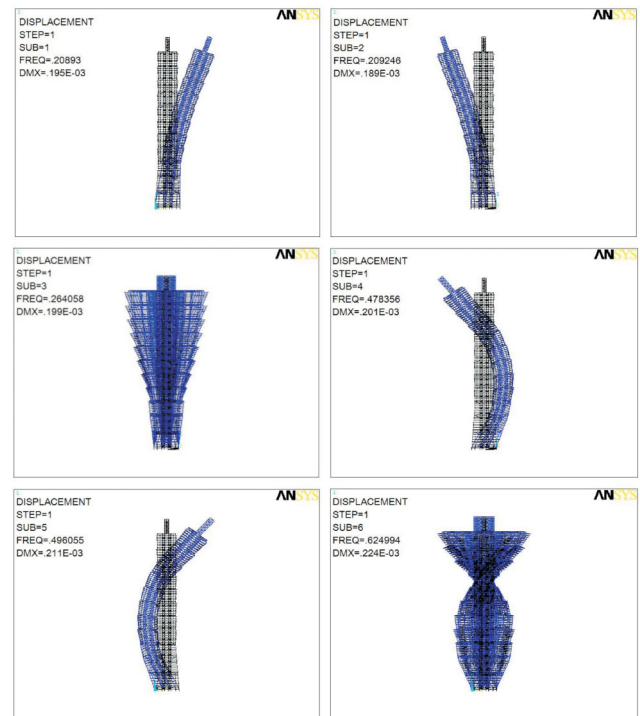 1
DISPLACEMENT
STEP=1
SUB=1
FREQ=.20893
DMX=.195E-03
ANSYS
1
DISPLACEMENT
STEP=1
SUB=2
FREQ=.209246
DMX=.189E-03
ANSYS
DISPLACEMENT
STEP=1
SUB=3
FREQ=.264058
DMX=.199E-03
ANSYS
DISPLACEMENT
STEP=1
SUB=4
FREQ=.478356
DMX=.201E-03
ANSYS
DISPLACEMENT
STEP=1
SUB=5
FREQ=.496055
DMX=.211E-03
ANSYS
DISPLACEMENT
STEP=1
SUB=6
FREQ=.624994
DMX=.224E-03
ANSYS